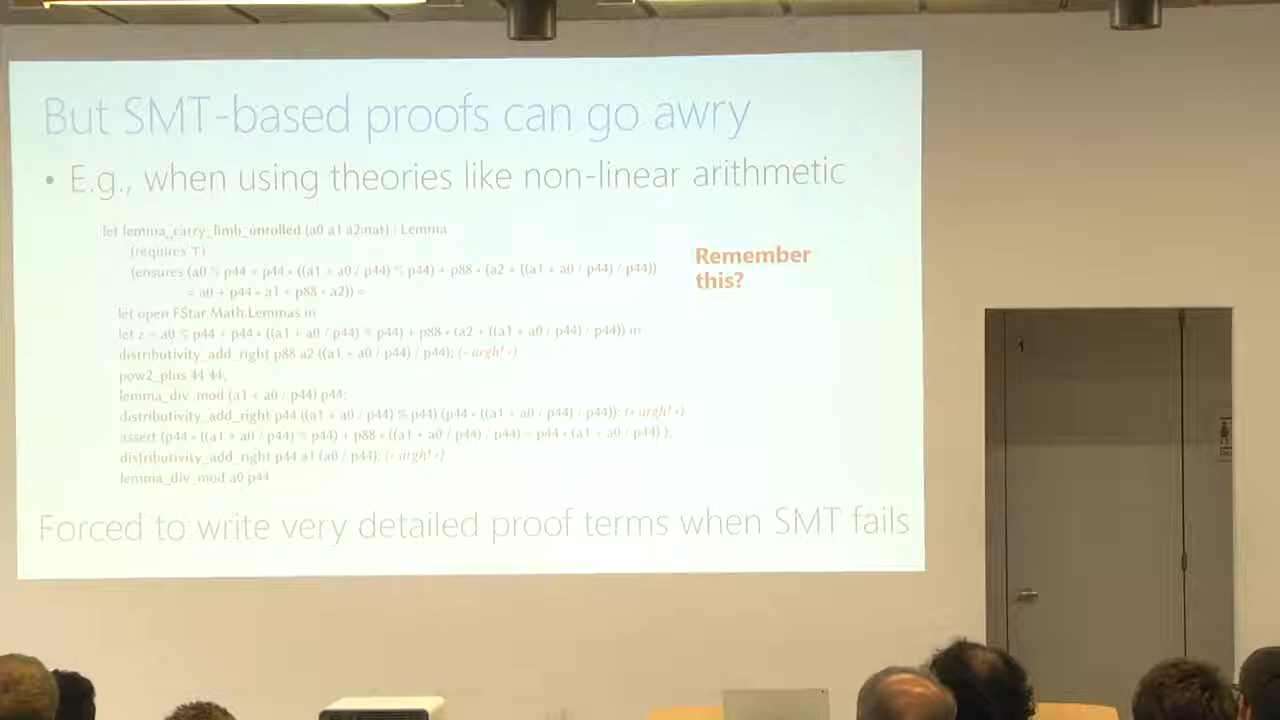 But SMT-based proofs can go awry
• E.g., when using theories like non-linear arithmetic
let lemma_carry_limb_unrolled (a0 a1 a2:nat) : Lemma
(requires ⊤)
(ensures (a0 % p44 + p44 * ((a1 + a0 / p44) % p44) + p88 * (a2 + ((a1 + a0 / p44) / p44))
= a0 + p44 * a1 + p88 * a2)) =
let open FStar.Math.Lemmas in
let z = a0 % p44 + p44 * ((a1 + a0 / p44) % p44) + p88 * (a2 + ((a1 + a0 / p44) / p44)) in
distributivity_add_right p88 a2 ((a1 + a0 / p44) / p44); (* argh! *)
pow2_plus 44 44;
lemma_div_mod (a1 + a0 / p44) p44;
distributivity_add_right p44 ((a1 + a0 / p44) % p44) (p44 * ((a1 + a0 / p44) / p44)); (* argh! *)
assert (p44 * ((a1 + a0 / p44) % p44) + p88 * ((a1 + a0 / p44) / p44) = p44 * (a1 + a0 / p44) );
distributivity_add_right p44 a1 (a0 / p44); (* argh! *)
lemma_div_mod a0 p44
Remember
this?
Forced to write very detailed proof terms when SMT fails
1